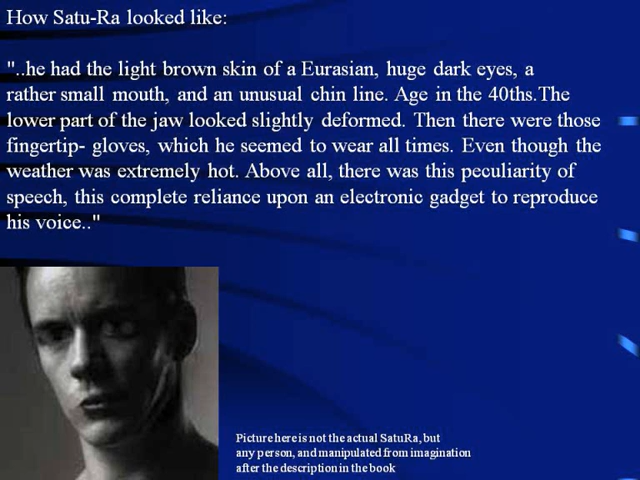 How Satu-Ra looked like:
"..he had the light brown skin of a Eurasian, huge dark eyes, a
rather small mouth, and an unusual chin line. Age in the 40ths.The
lower part of the jaw looked slightly deformed. Then there were those
fingertip- gloves, which he seemed to wear all times. Even though the
weather was extremely hot. Above all, there was this peculiarity of
speech, this complete reliance upon an electronic gadget to reproduce
his voice.."
Picture here is not the actual SatuRa, but
any person, and manipulated from imagination
after the description in the book